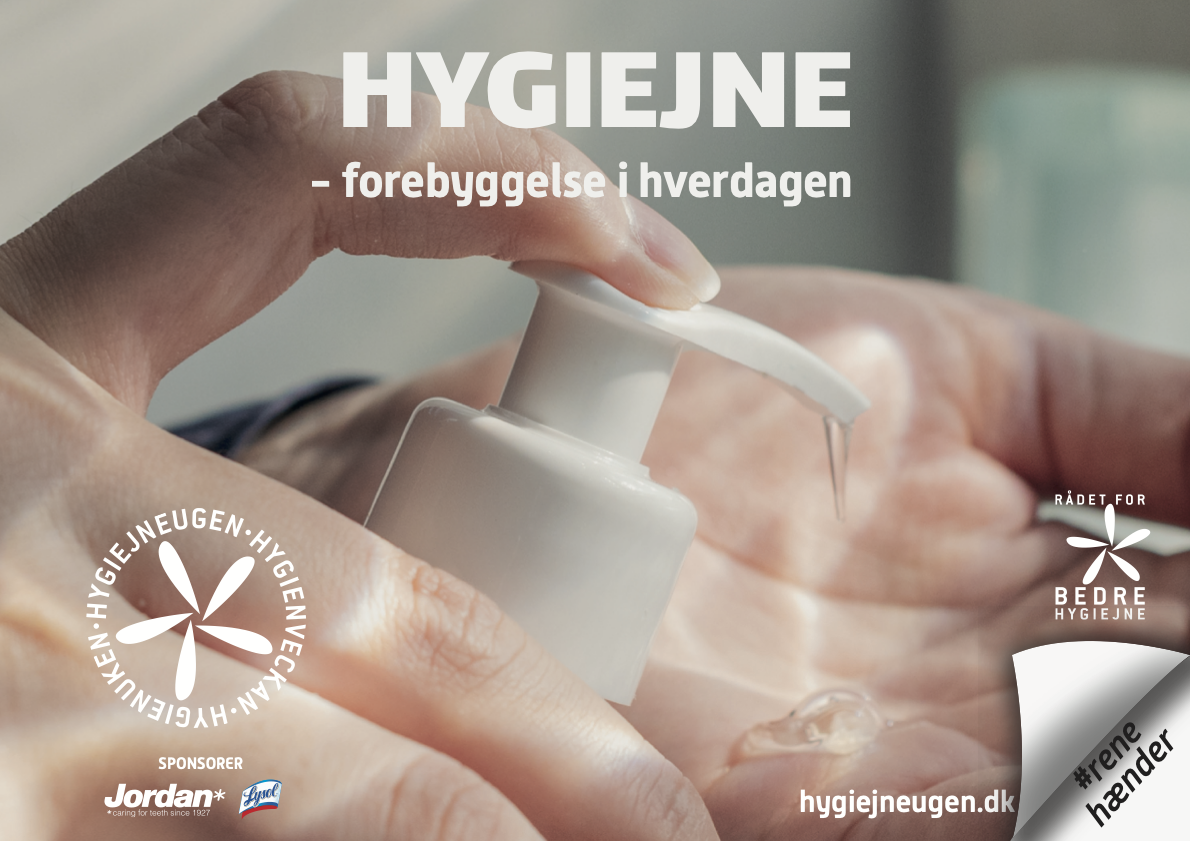 HYGIEJNE
– forebyggelse i hverdagen
HYGIEJNEUGEN·HYGIENVECKAN·HYGIENUKEN·
RÅDET FOR
BEDRE
HYGIEJNE
SPONSORER
Jordan*
*caring for teeth since 1927
Lysol
hygiejneugen.dk
#rene
hænder